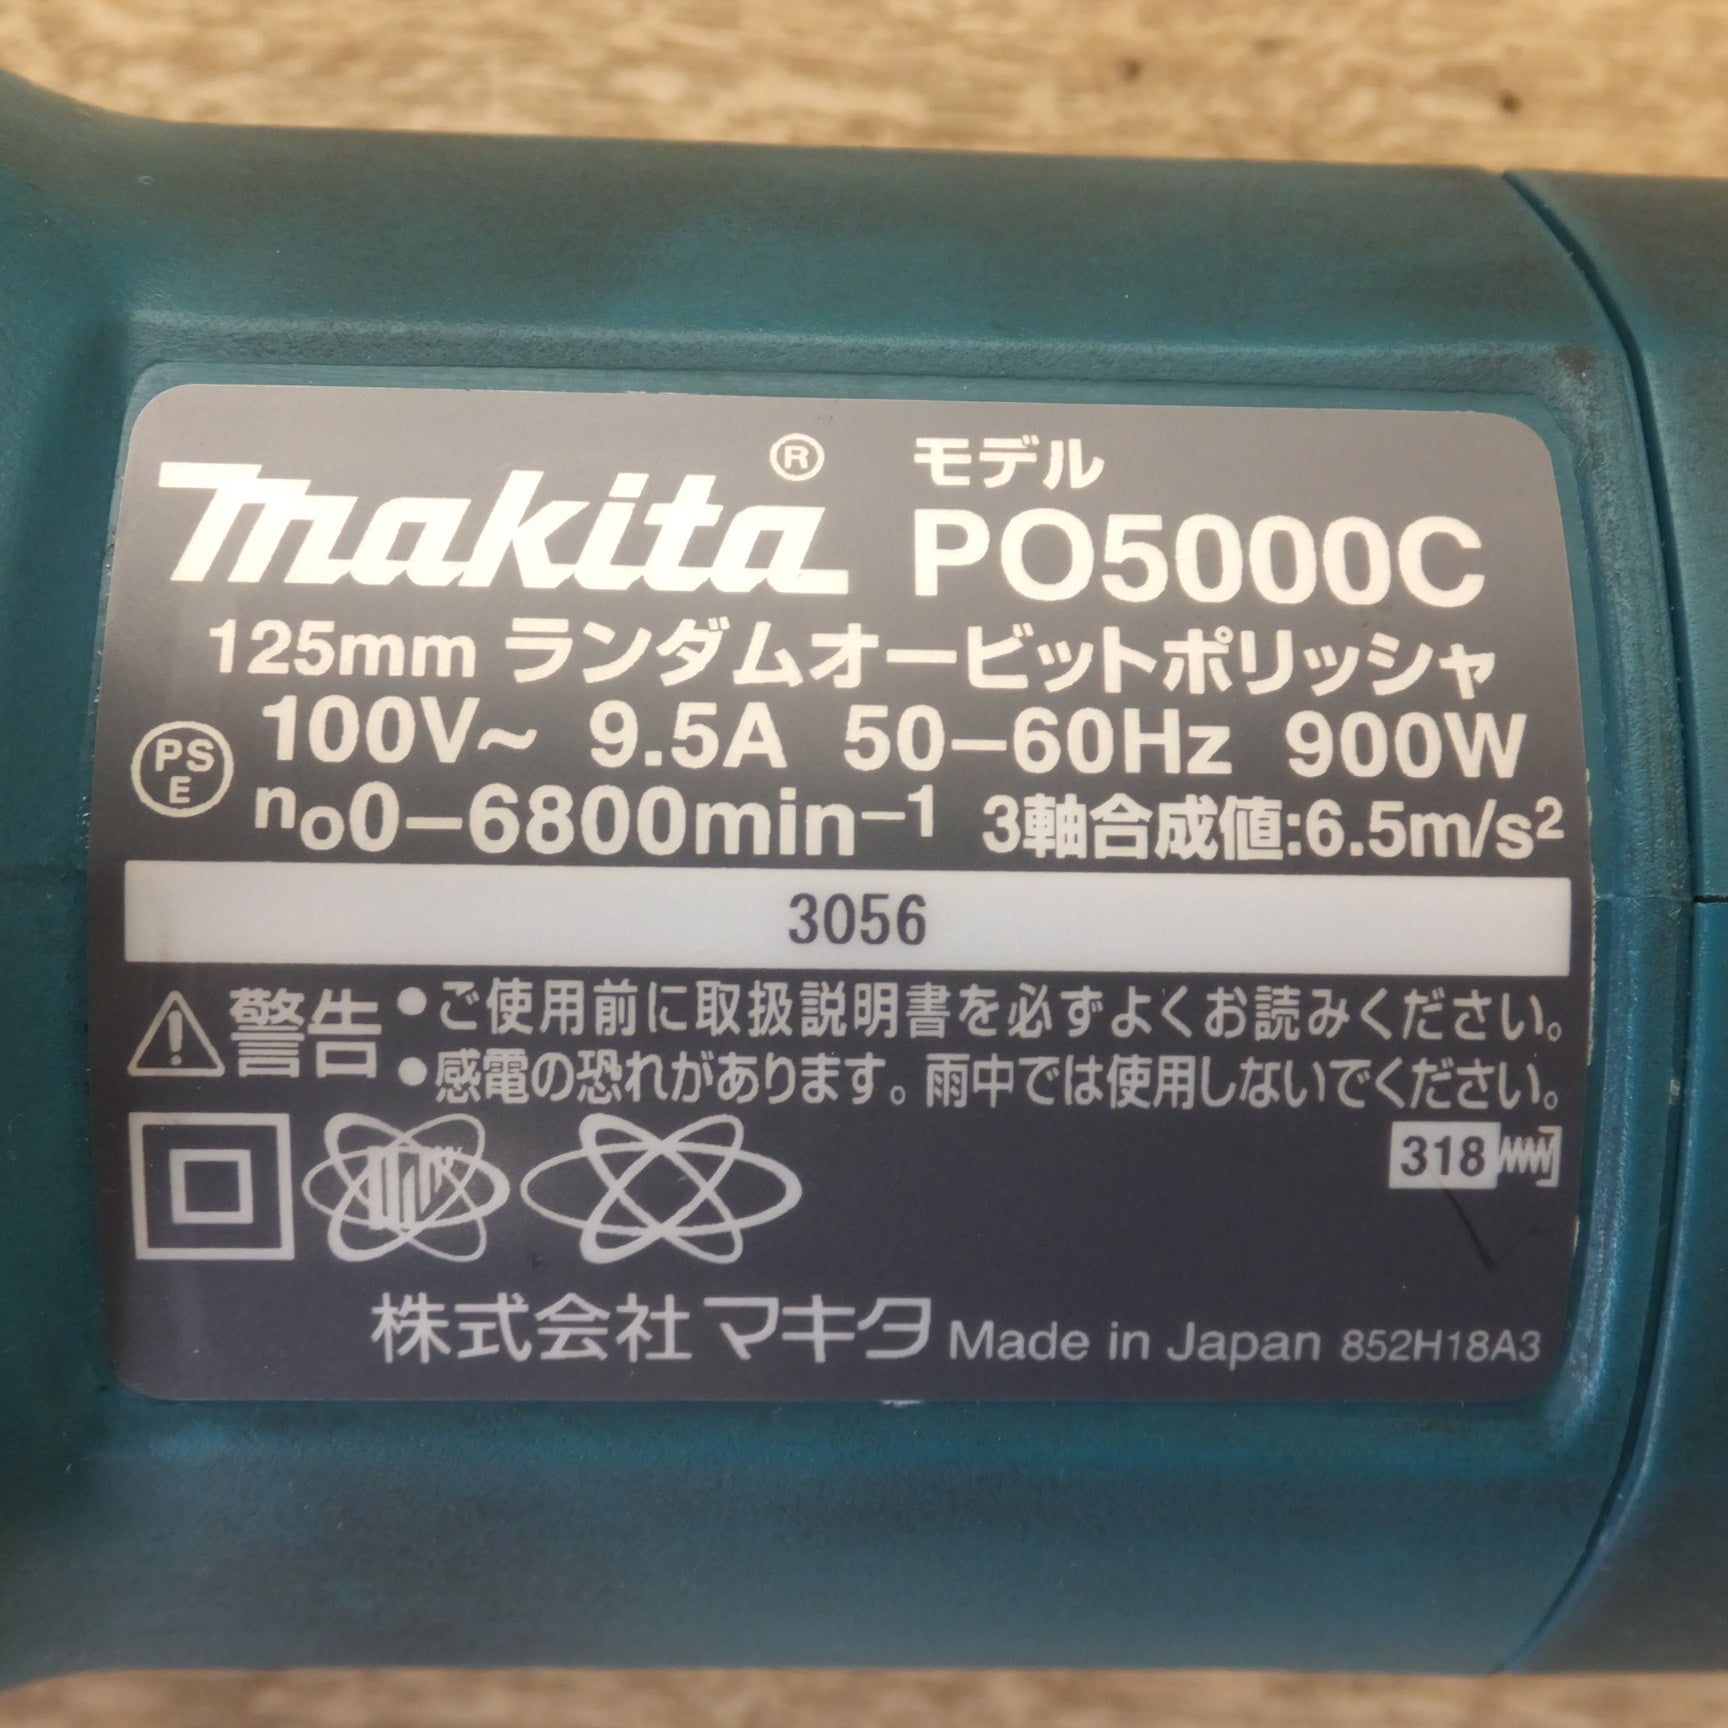 makita® モデル
PO5000C
125mm ランダムオービットポリッシャ
PSE 100V～ 9.5A 50–60Hz 900W
no0–6800min–1 3軸合成値:6.5m/s2
3056
警告 ●ご使用前に取扱説明書を必ずよくお読みください。
●感電の恐れがあります。雨中では使用しないでください。
318
株式会社マキタ Made in Japan 852H18A3